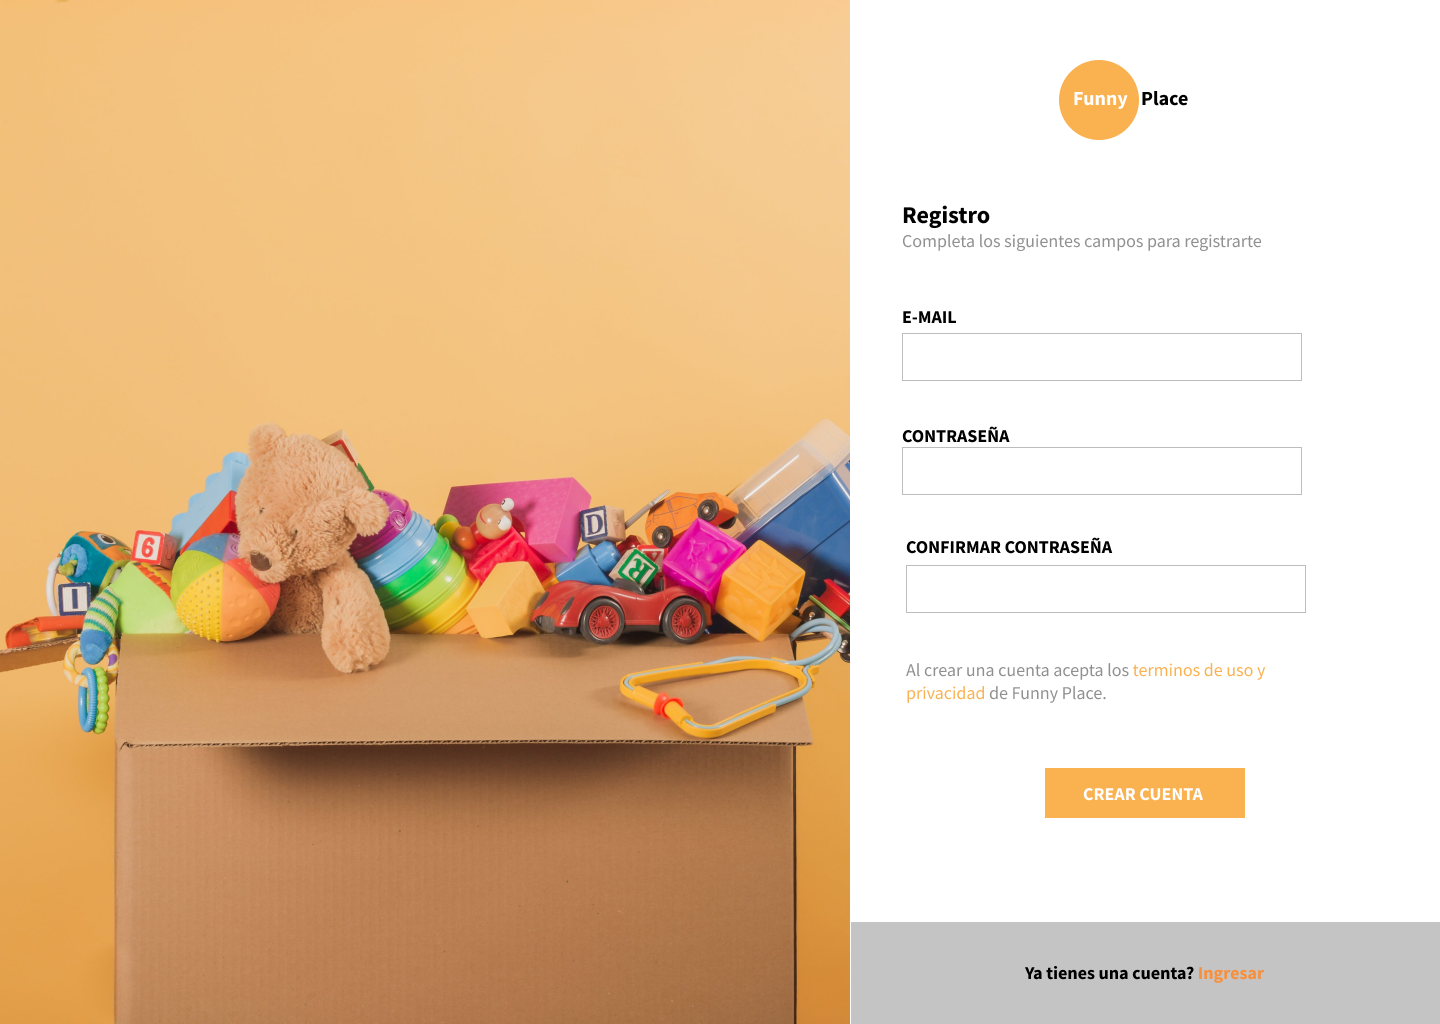 Funny Place
Registro
Completa los siguientes campos para registrarte
E-MAIL
CONTRASEÑA
CONFIRMAR CONTRASEÑA
Al crear una cuenta acepta los terminos de uso y
privacidad de Funny Place.
CREAR CUENTA
Ya tienes una cuenta? Ingresar
6
I
D
R